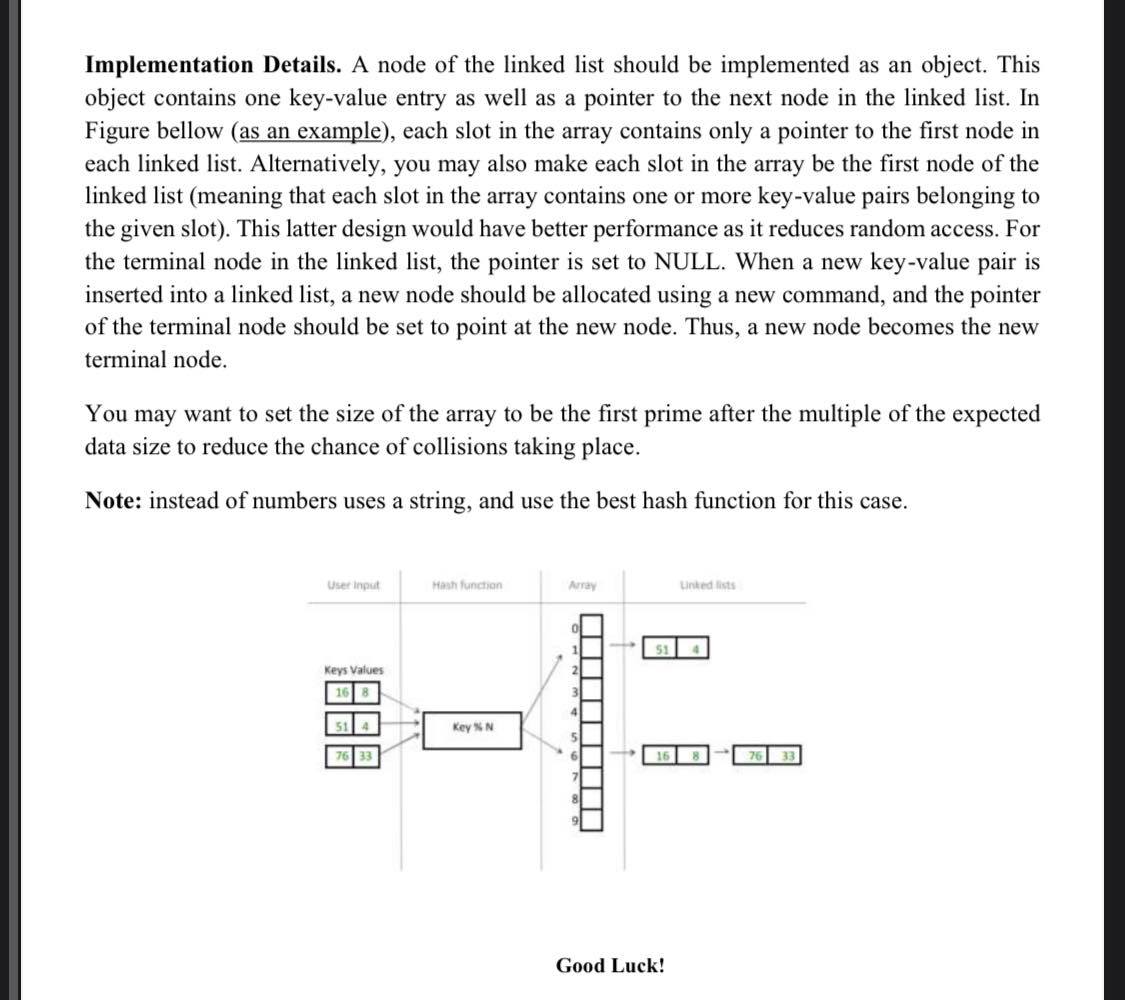 Implementation Details. A node of the linked list should be implemented as an object. This
object contains one key-value entry as well as a pointer to the next node in the linked list. In
Figure bellow (as an example), each slot in the array contains only a pointer to the first node in
each linked list. Alternatively, you may also make each slot in the array be the first node of the
linked list (meaning that each slot in the array contains one or more key-value pairs belonging to
the given slot). This latter design would have better performance as it reduces random access. For
the terminal node in the linked list, the pointer is set to NULL. When a new key-value pair is
inserted into a linked list, a new node should be allocated using a new command, and the pointer
of the terminal node should be set to point at the new node. Thus, a new node becomes the new
terminal node.
You may want to set the size of the array to be the first prime after the multiple of the expected
data size to reduce the chance of collisions taking place.
Note: instead of numbers uses a string, and use the best hash function for this case.
User Input Hash function Array Linked lists
Keys Values
16 8
51 4
76 33
Key % N
0
1
2
3
4
5
6
7
8
9
51 4
16 8 76 33
Good Luck!